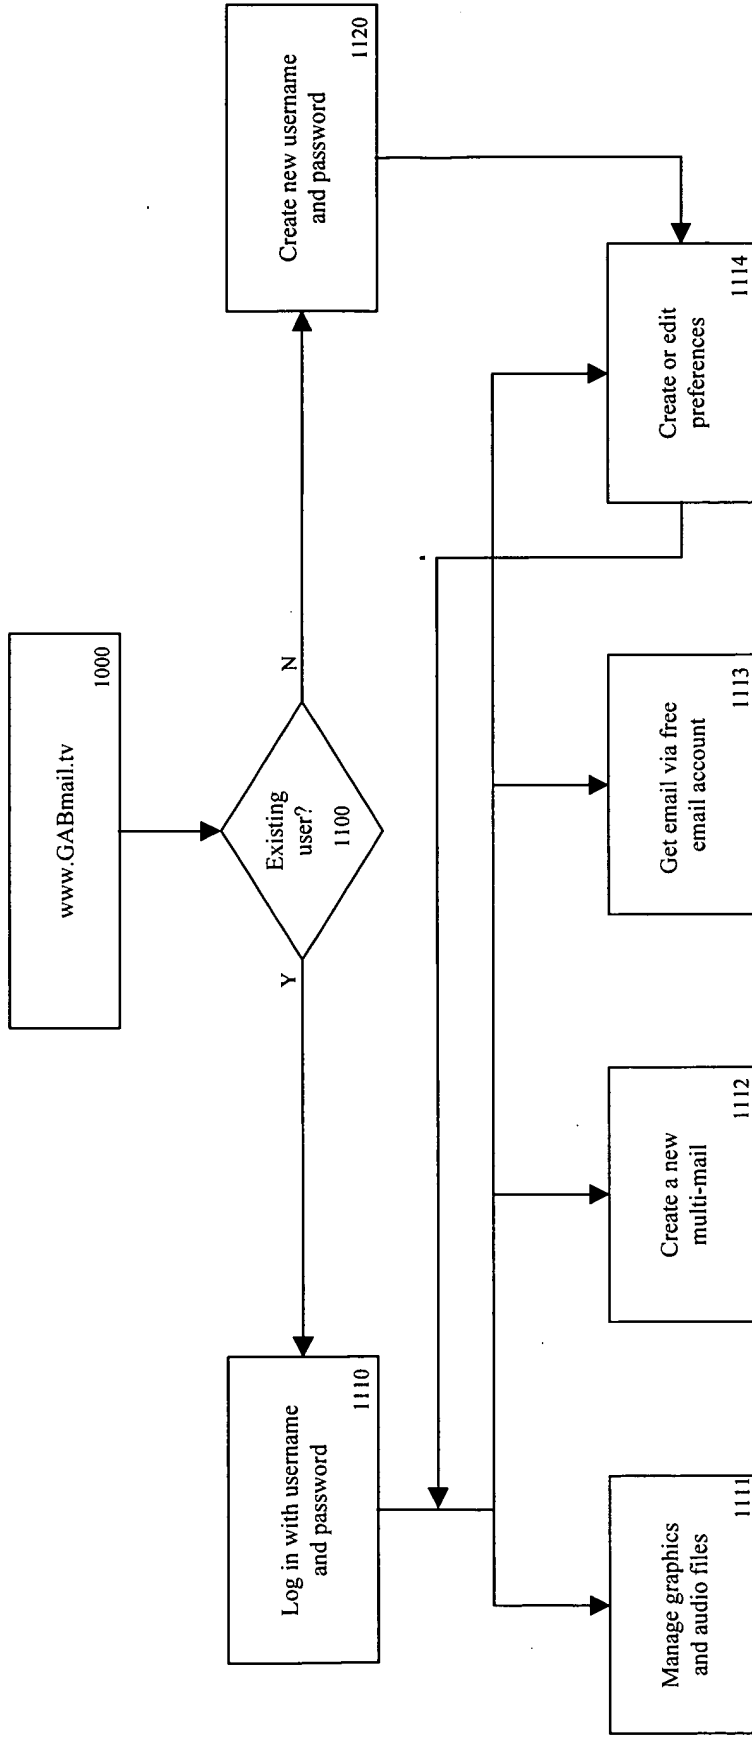 www.GABmail.tv
1000
Existing
user?
1100
Y
N
Log in with username
and password
1110
Create new username
and password
1120
Manage graphics
and audio files
1111
Create a new
multi-mail
1112
Get email via free
email account
1113
Create or edit
preferences
1114